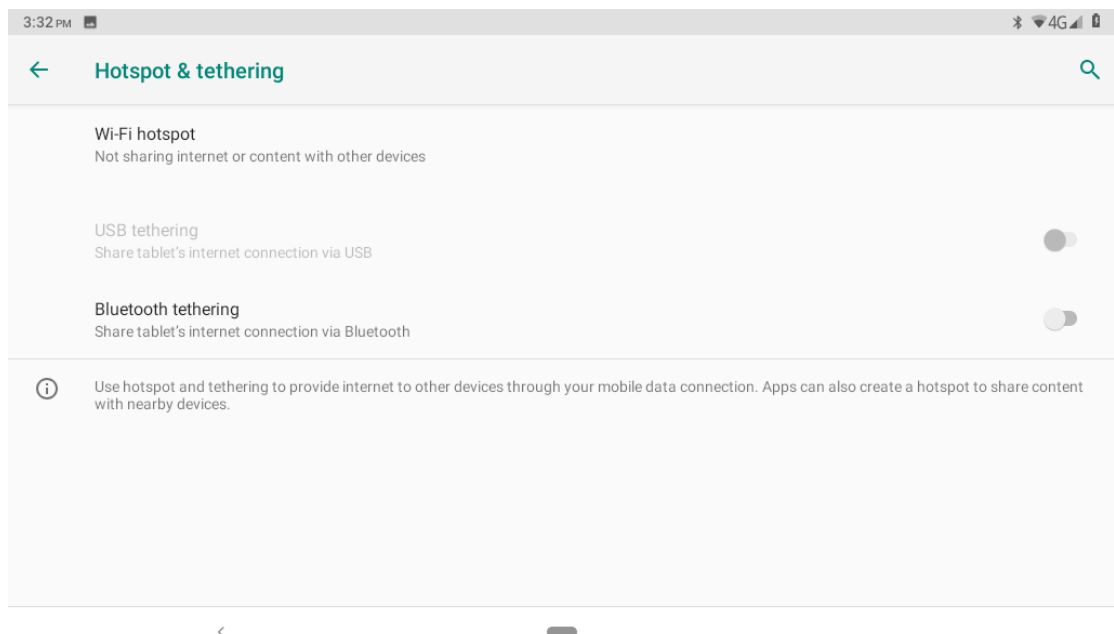 3:32 PM 4G
Hotspot & tethering
Wi-Fi hotspot
Not sharing internet or content with other devices
USB tethering
Share tablet's internet connection via USB
Bluetooth tethering
Share tablet's internet connection via Bluetooth
Use hotspot and tethering to provide internet to other devices through your mobile data connection. Apps can also create a hotspot to share content
with nearby devices.